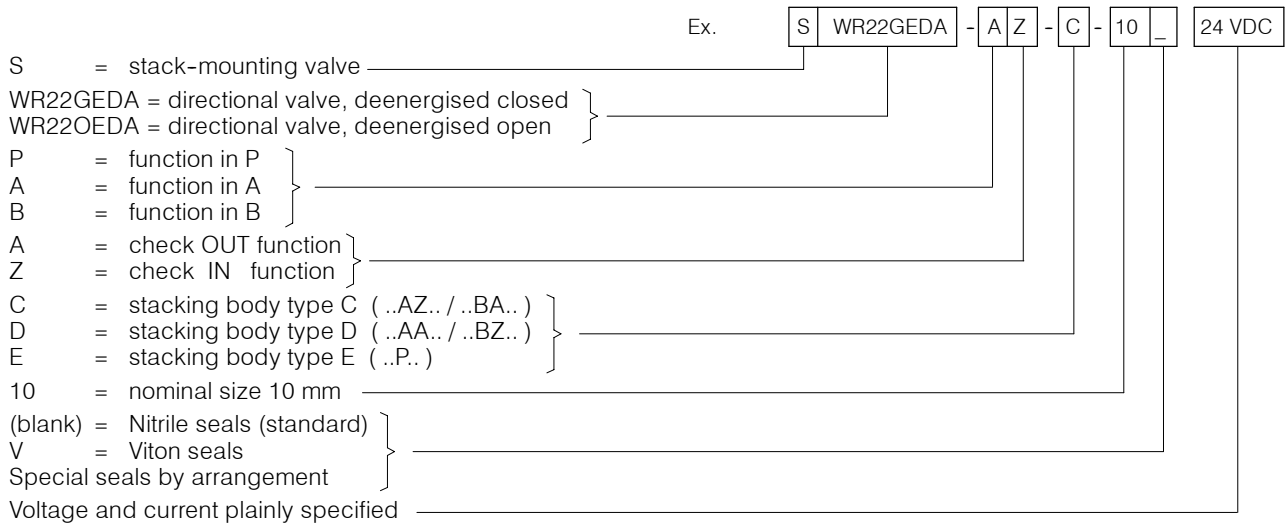 Ex. S WR22GEDA - A Z - C - 10 _ 24 VDC
S = stack-mounting valve
WR22GEDA = directional valve, deenergised closed
WR22OEDA = directional valve, deenergised open
P = function in P
A = function in A
B = function in B
A = check OUT function
Z = check IN function
C = stacking body type C ( ..AZ.. / ..BA.. )
D = stacking body type D ( ..AA.. / ..BZ.. )
E = stacking body type E ( ..P.. )
10 = nominal size 10 mm
(blank) = Nitrile seals (standard)
V = Viton seals
Special seals by arrangement
Voltage and current plainly specified